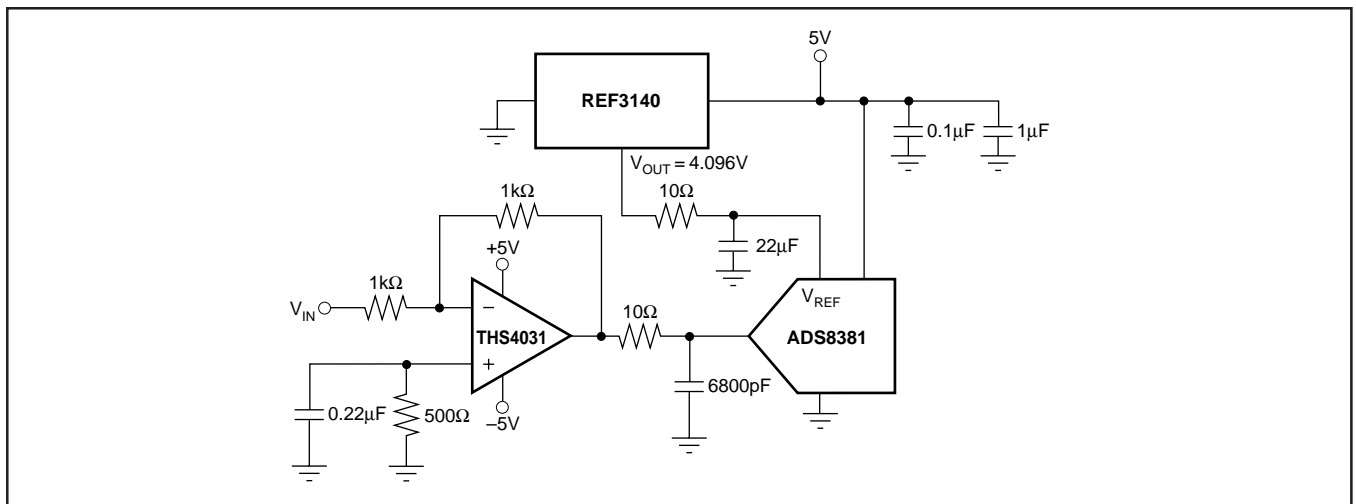 5V
REF3140
0.1µF
1µF
V_OUT = 4.096V
1kΩ
10Ω
22µF
+5V
1kΩ
V_IN
−
THS4031
+
–5V
10Ω
V_REF
ADS8381
6800pF
0.22µF
500Ω